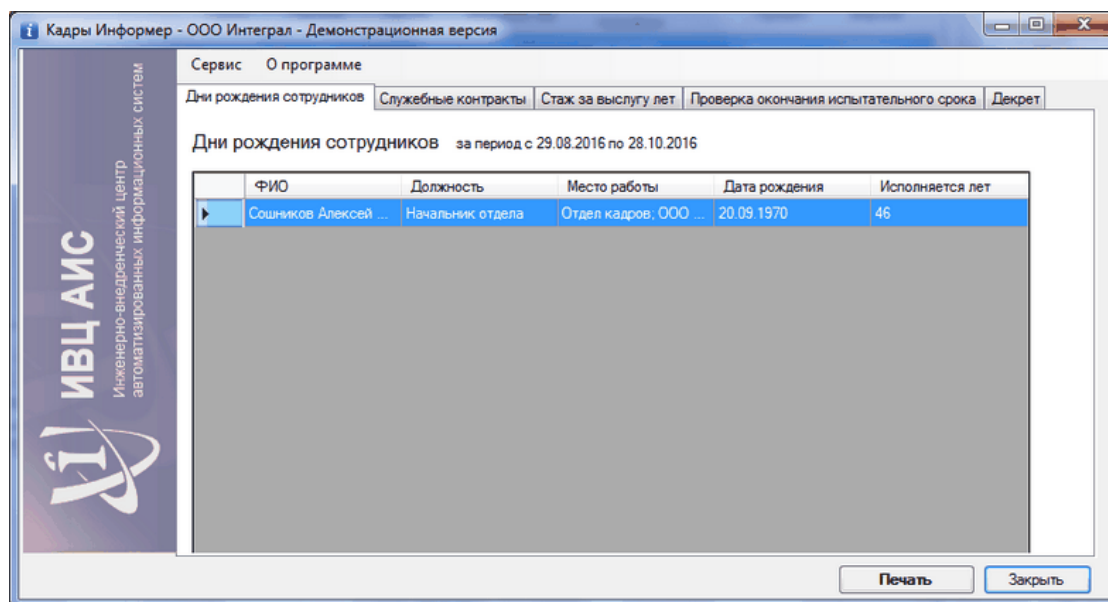 Кадры Информер - ООО Интеграл - Демонстрационная версия
Сервис О программе
Дни рождения сотрудников Служебные контракты Стаж за выслугу лет Проверка окончания испытательного срока Декрет
Дни рождения сотрудников за период с 29.08.2016 по 28.10.2016
ФИО Должность Место работы Дата рождения Исполняется лет
Сошников Алексей ... Начальник отдела Отдел кадров; ООО ... 20.09.1970 46
ИВЦ АИС
Инженерно-внедренческий центр
автоматизированных информационных систем
Печать Закрыть